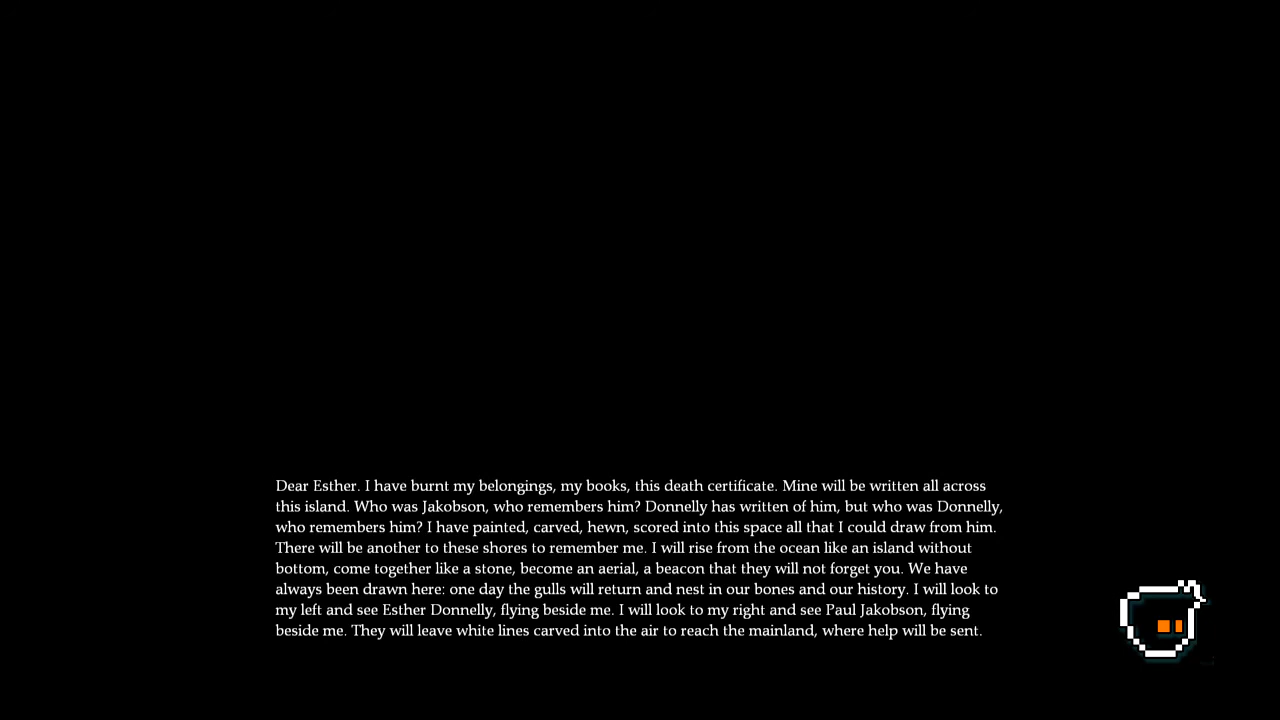 Dear Esther. I have burnt my belongings, my books, this death certificate. Mine will be written all across
this island. Who was Jakobson, who remembers him? Donnelly has written of him, but who was Donnelly,
who remembers him? I have painted, carved, hewn, scored into this space all that I could draw from him.
There will be another to these shores to remember me. I will rise from the ocean like an island without
bottom, come together like a stone, become an aerial, a beacon that they will not forget you. We have
always been drawn here: one day the gulls will return and nest in our bones and our history. I will look to
my left and see Esther Donnelly, flying beside me. I will look to my right and see Paul Jakobson, flying
beside me. They will leave white lines carved into the air to reach the mainland, where help will be sent.